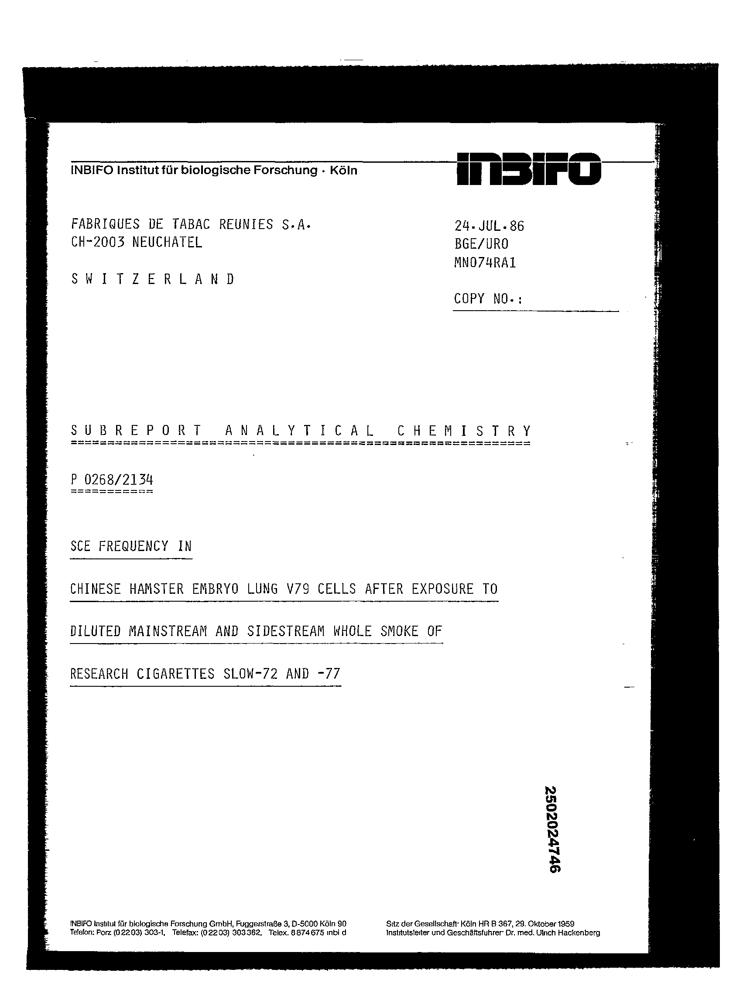 INBIFO Institut für biologische Forschung · Köln
INBIFO
FABRIQUES DE TABAC REUNIES S.A.
CH-2003 NEUCHATEL
S W I T Z E R L A N D
24.JUL.86
BGE/URO
MN074RA1
COPY NO.:
S U B R E P O R T   A N A L Y T I C A L   C H E M I S T R Y
P 0268/2134
SCE FREQUENCY IN
CHINESE HAMSTER EMBRYO LUNG V79 CELLS AFTER EXPOSURE TO
DILUTED MAINSTREAM AND SIDESTREAM WHOLE SMOKE OF
RESEARCH CIGARETTES SLOW-72 AND -77
2502024746
INBIFO Institut für biologische Forschung GmbH, Fuggerstraße 3, D-5000 Köln 90
Telefon: Porz (02203) 303-1, Telefax: (02203) 303362, Telex. 8874675 inbi d
Sitz der Gesellschaft: Köln HR B 367, 29. Oktober 1959
Institutsleiter und Geschäftsführer Dr. med. Ulrich Hackenberg